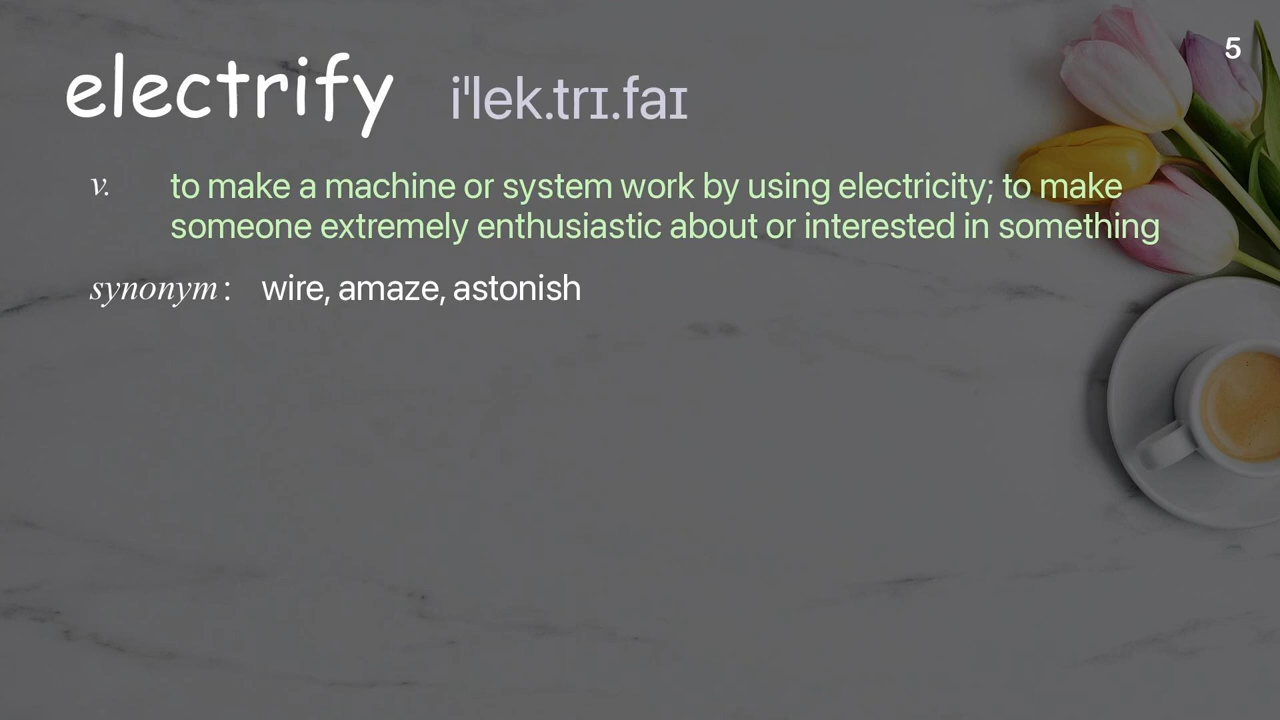 5
electrify iˈlek.trɪ.faɪ
v. to make a machine or system work by using electricity; to make
someone extremely enthusiastic about or interested in something
synonym: wire, amaze, astonish